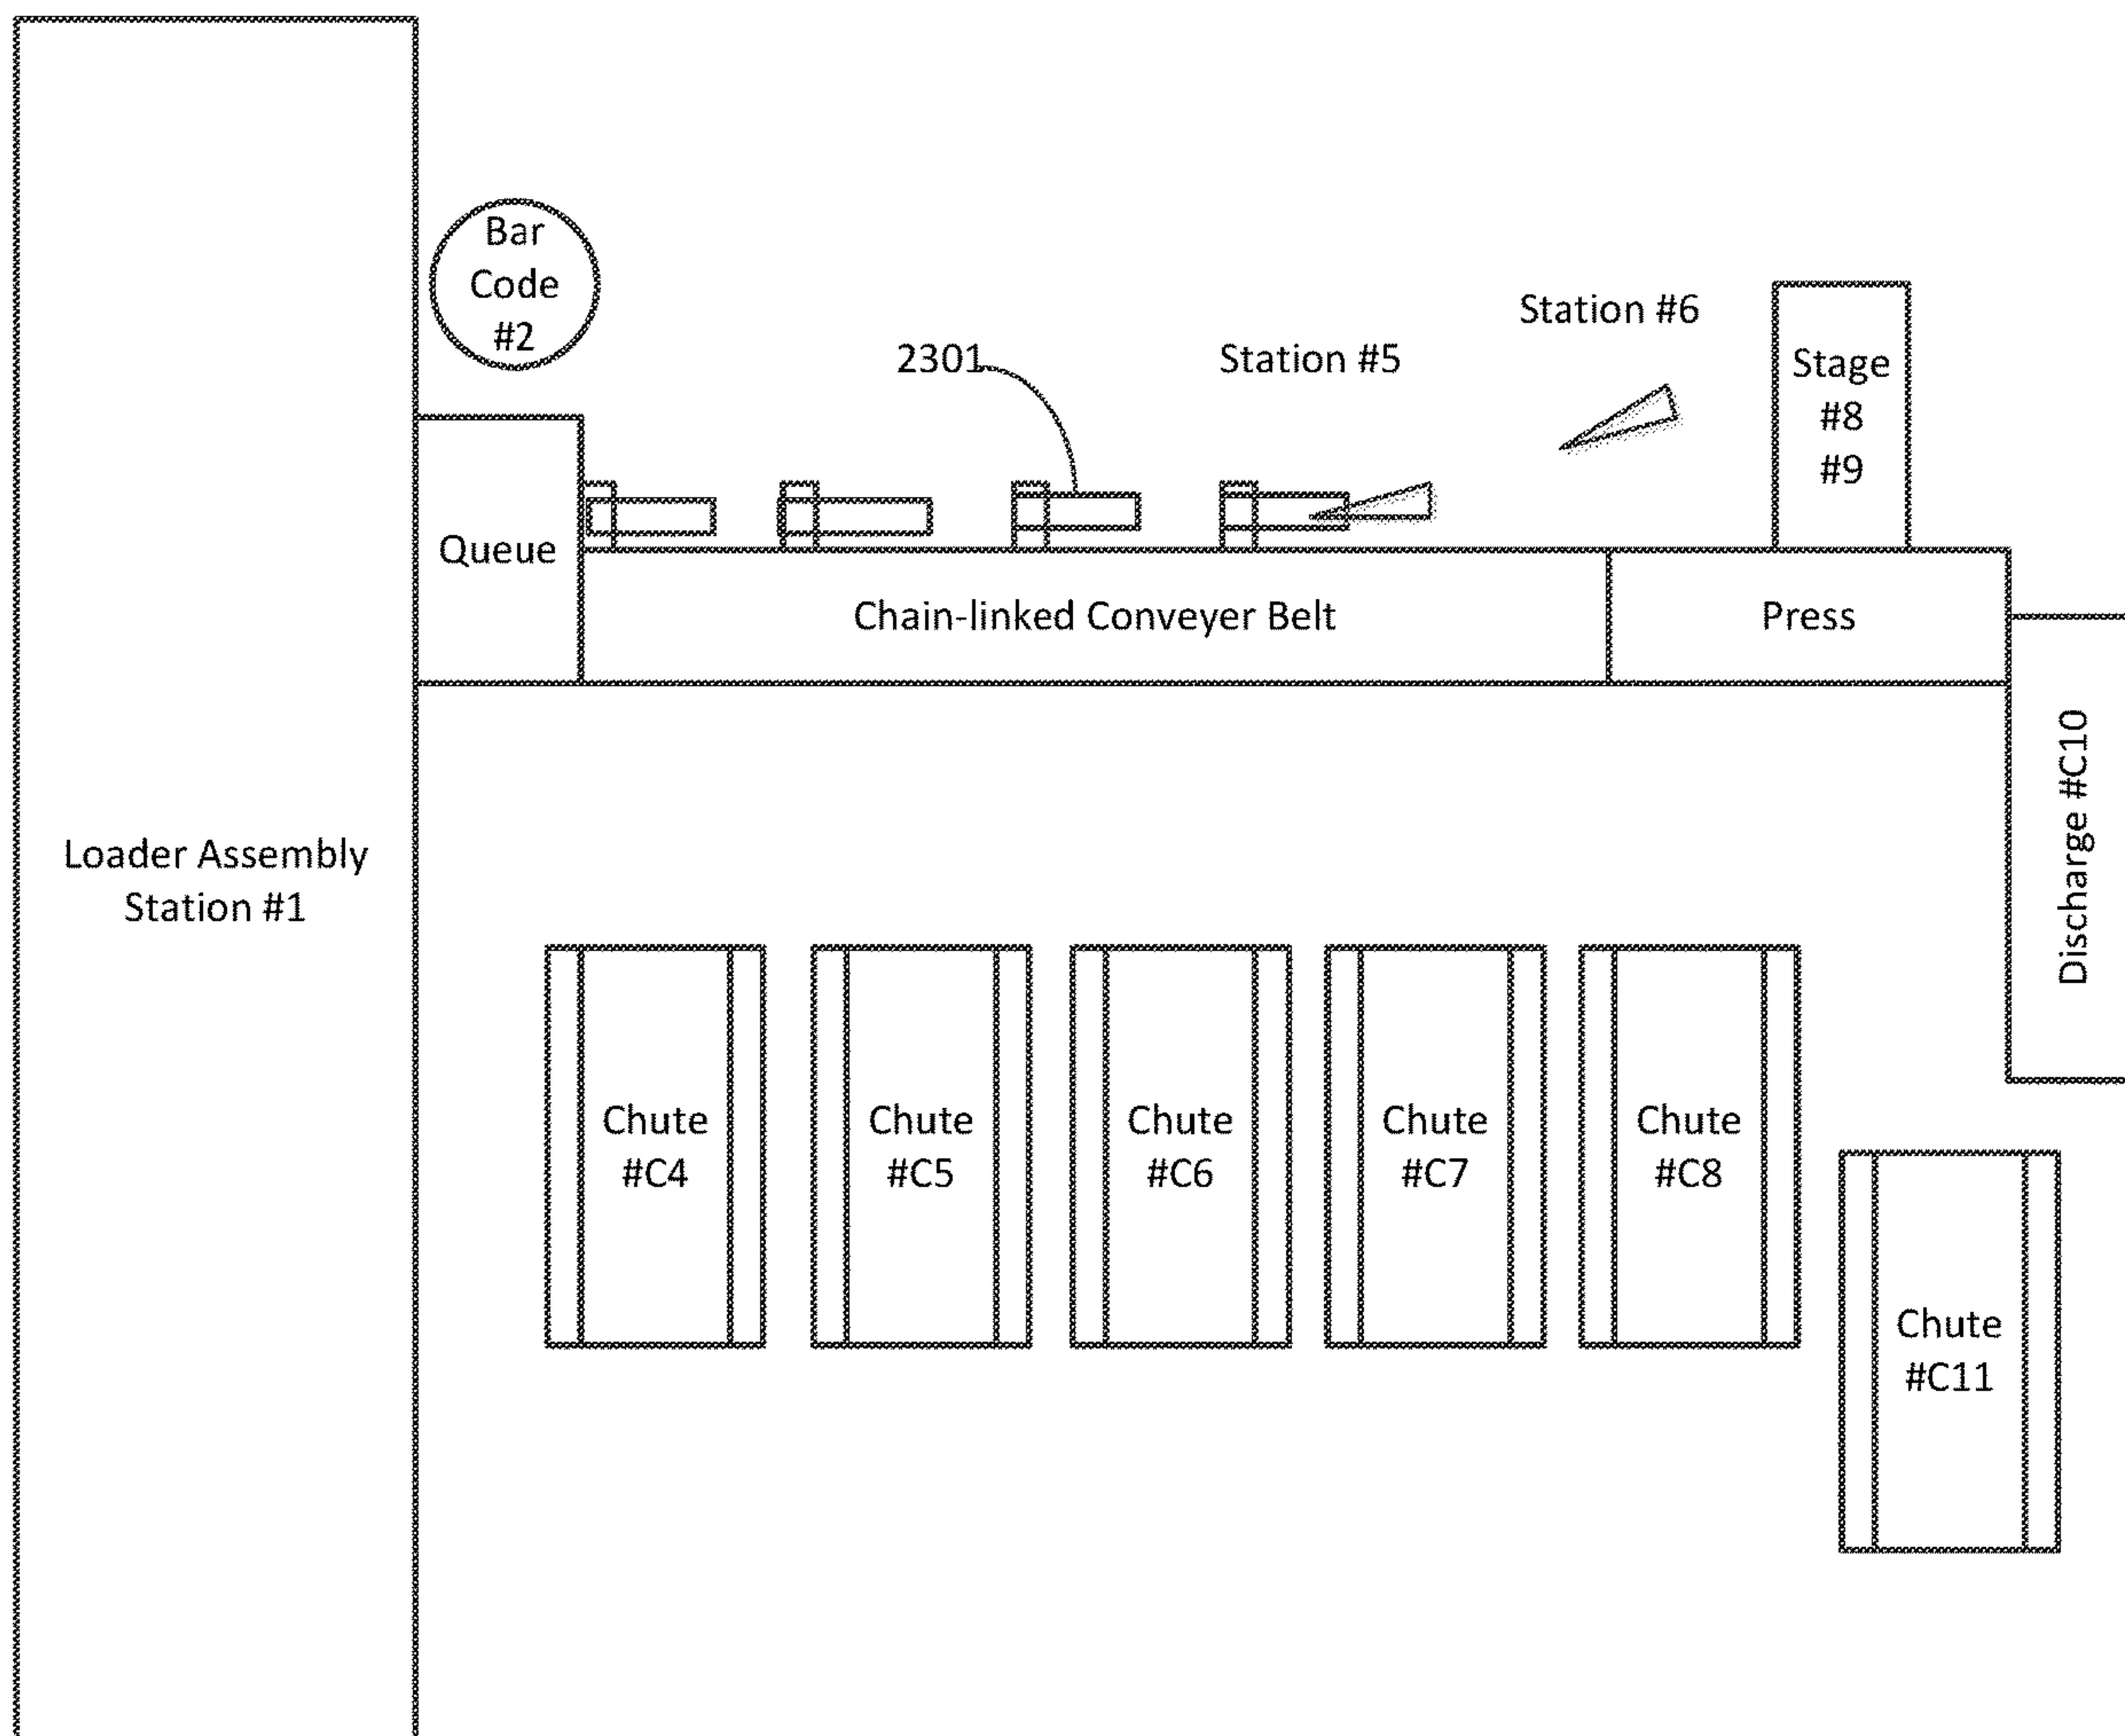 Bar
Code
#2
Station #6
2301
Station #5
Stage
#8
#9
Queue
Chain-linked Conveyer Belt
Press
Discharge #C10
Loader Assembly
Station #1
Chute
#C4
Chute
#C5
Chute
#C6
Chute
#C7
Chute
#C8
Chute
#C11